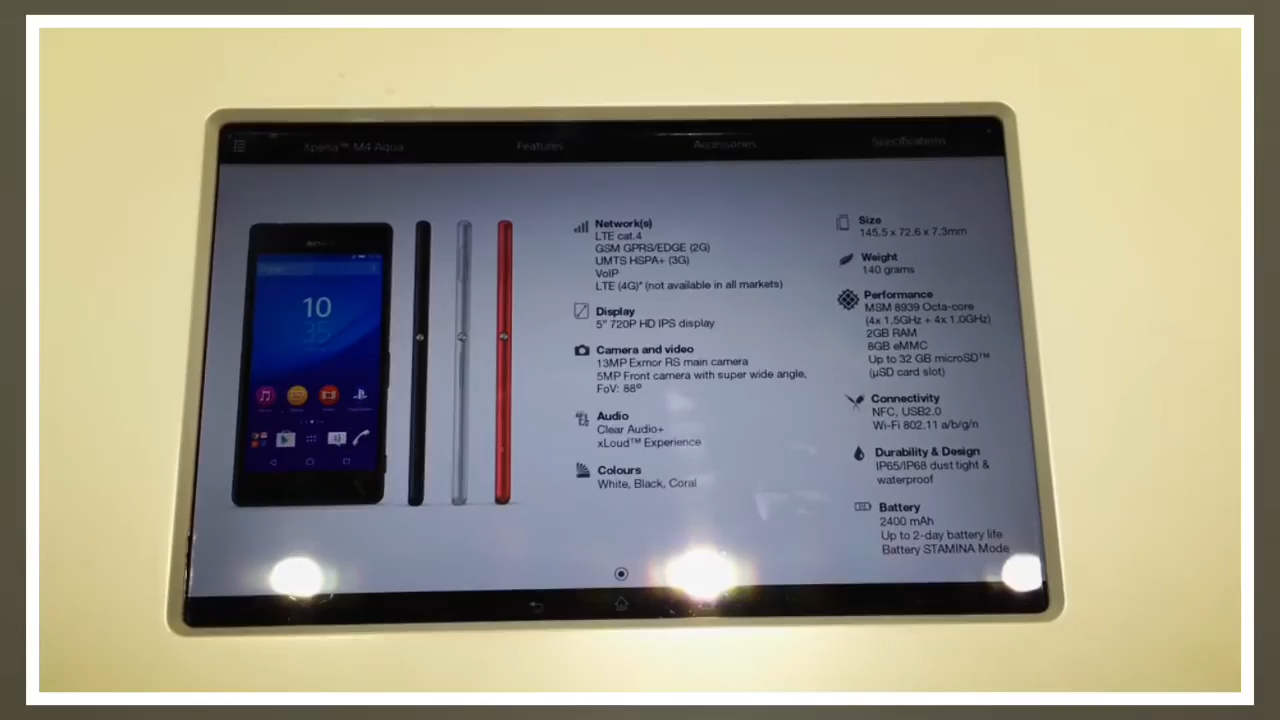 Xperia™ M4 Aqua
Features
Accessories
Specifications
SONY
10
35
Network(s)
LTE cat.4
GSM GPRS/EDGE (2G)
UMTS HSPA+ (3G)
VoIP
LTE (4G)* (not available in all markets)
Display
5" 720P HD IPS display
Camera and video
13MP Exmor RS main camera
5MP Front camera with super wide angle,
FoV: 88º
Audio
Clear Audio+
xLoud™ Experience
Colours
White, Black, Coral
Size
145.5 x 72.6 x 7.3mm
Weight
140 grams
Performance
MSM 8939 Octa-core
(4x 1.5GHz + 4x 1.0GHz)
2GB RAM
8GB eMMC
Up to 32 GB microSD™
(µSD card slot)
Connectivity
NFC, USB2.0
Wi-Fi 802.11 a/b/g/n
Durability & Design
IP65/IP68 dust tight &
waterproof
Battery
2400 mAh
Up to 2-day battery life
Battery STAMINA Mode